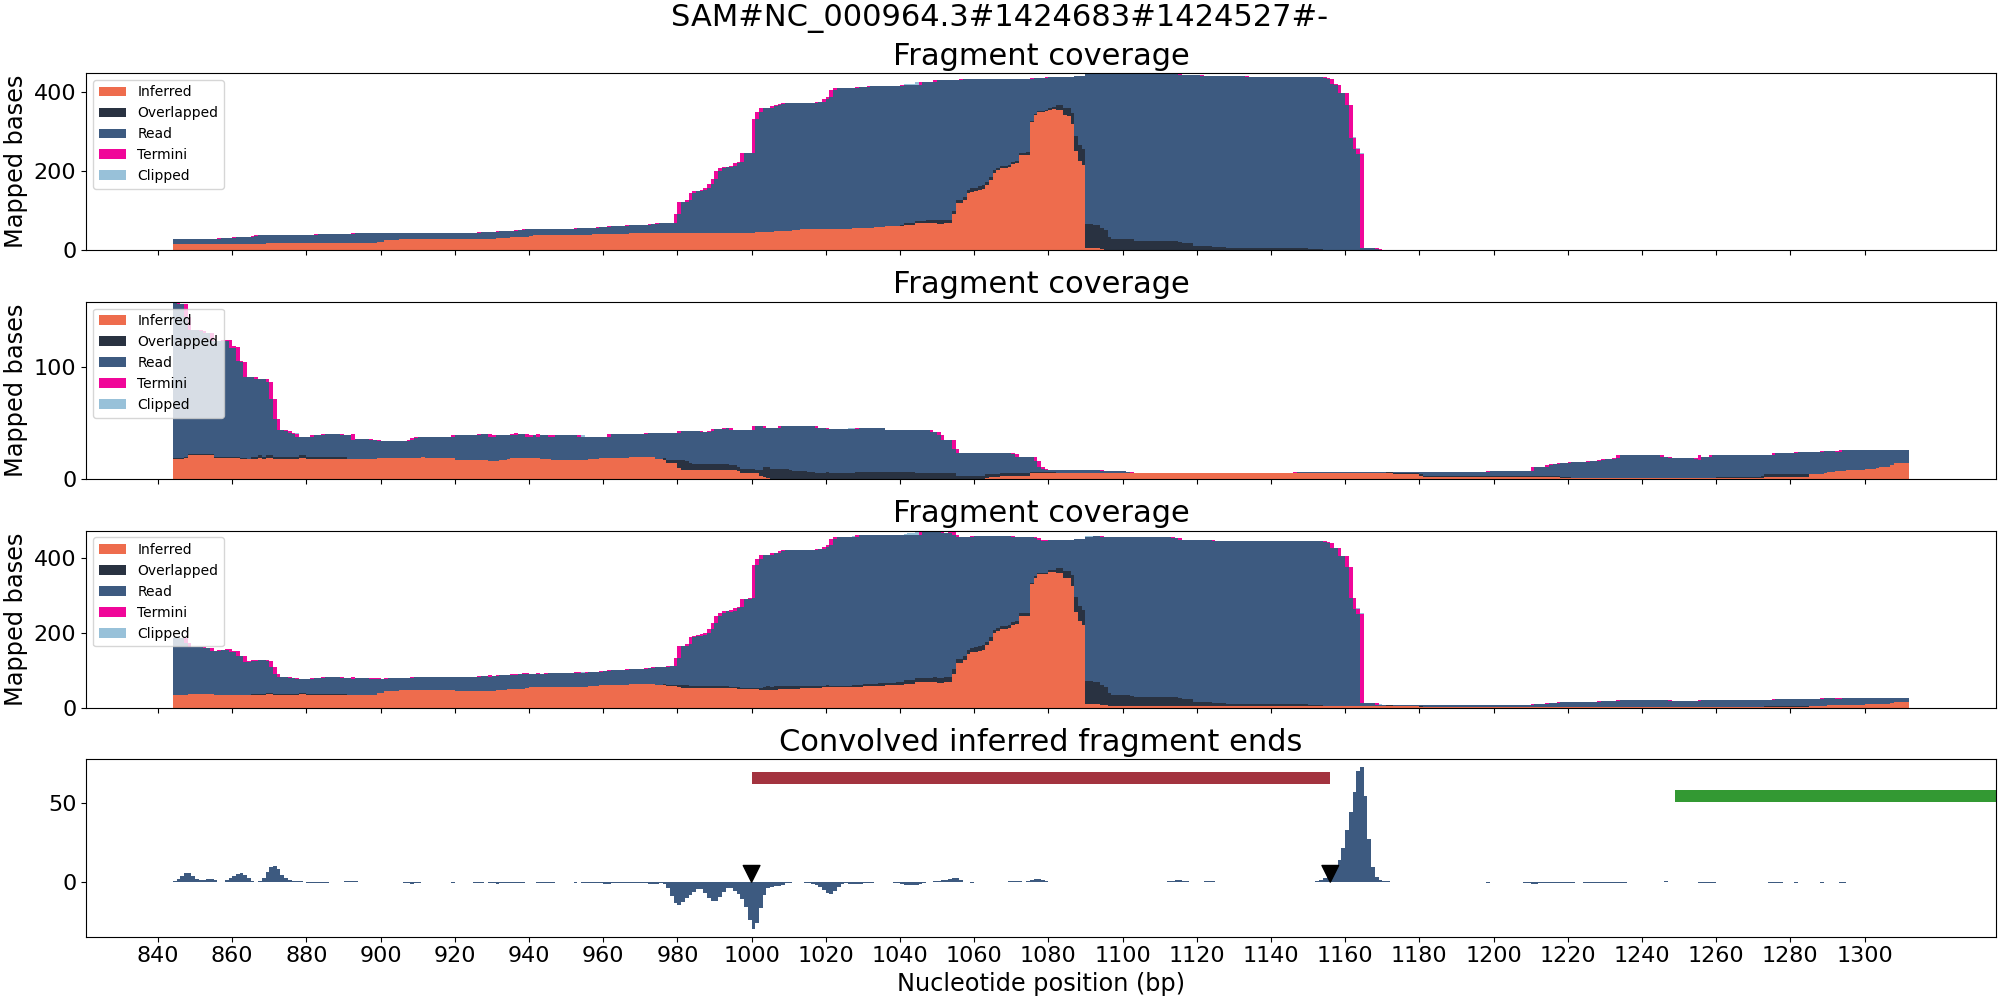 SAM#NC_000964.3#1424683#1424527#-
Fragment coverage
Mapped bases
400
200
0
Inferred
Overlapped
Read
Termini
Clipped
Fragment coverage
Mapped bases
100
0
Inferred
Overlapped
Read
Termini
Clipped
Fragment coverage
Mapped bases
400
200
0
Inferred
Overlapped
Read
Termini
Clipped
Convolved inferred fragment ends
50
0
840 860 880 900 920 940 960 980 1000 1020 1040 1060 1080 1100 1120 1140 1160 1180 1200 1220 1240 1260 1280 1300
Nucleotide position (bp)